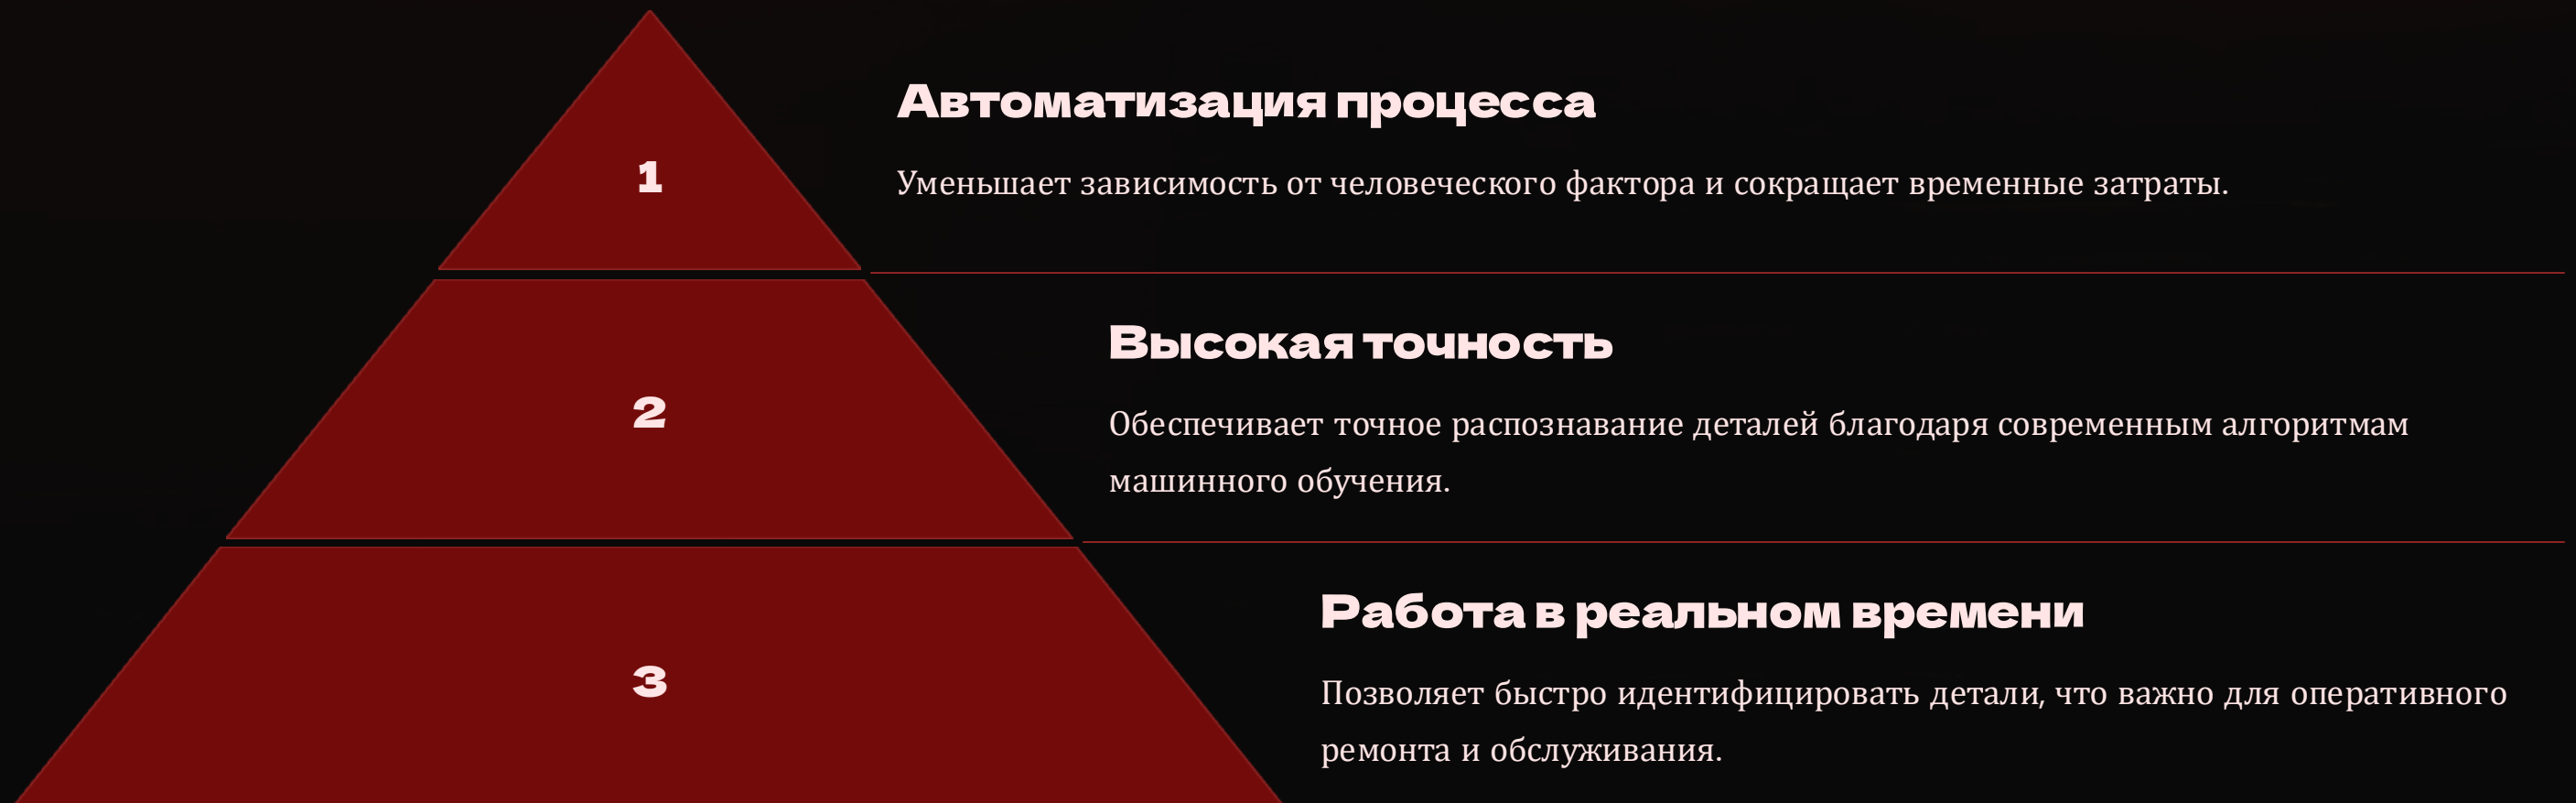 1
Автоматизация процесса
Уменьшает зависимость от человеческого фактора и сокращает временные затраты.
2
Высокая точность
Обеспечивает точное распознавание деталей благодаря современным алгоритмам
машинного обучения.
3
Работа в реальном времени
Позволяет быстро идентифицировать детали, что важно для оперативного
ремонта и обслуживания.